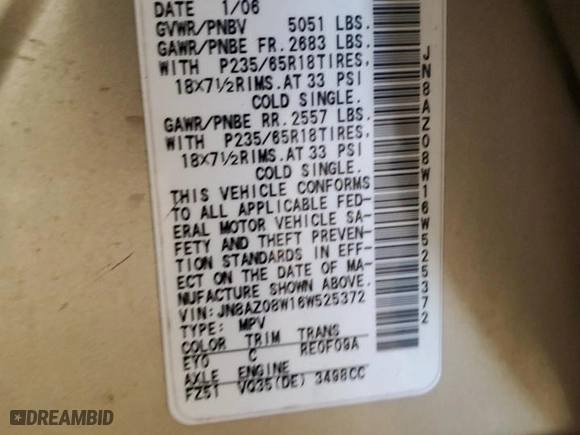 DATE 1/06
GVWR/PNBV 5051 LBS.
GAWR/PNBE FR. 2683 LBS.
WITH P235/65R18TIRES,
18X7½RIMS.AT 33 PSI
COLD SINGLE.
GAWR/PNBE RR. 2557 LBS.
WITH P235/65R18TIRES,
18X7½RIMS.AT 33 PSI
COLD SINGLE.
THIS VEHICLE CONFORMS
TO ALL APPLICABLE FED-
ERAL MOTOR VEHICLE SA-
FETY AND THEFT PREVEN-
TION STANDARDS IN EFF-
ECT ON THE DATE OF MA-
NUFACTURE SHOWN ABOVE.
VIN: JN8AZ08W16W525372
TYPE: MPV
COLOR TRIM TRANS
EY0 C RE0F09A
AXLE ENGINE
FZ51 VQ35(DE) 3498CC
JN8AZ08W16W525372
DREAMBID